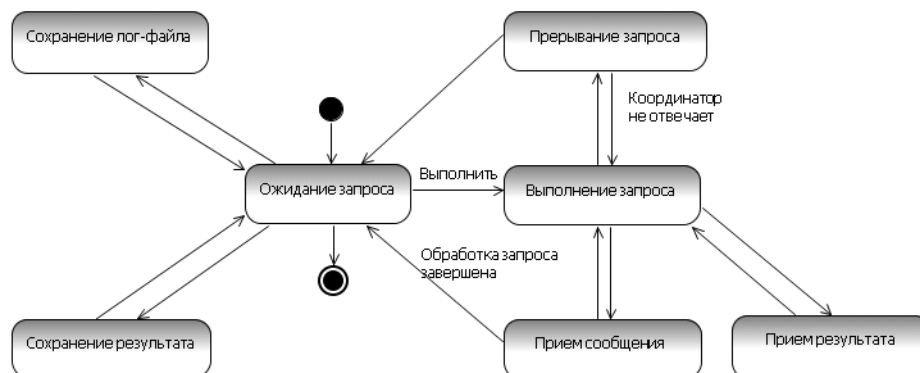 Сохранение лог-файла
Прерывание запроса
Координатор
не отвечает
Ожидание запроса
Выполнить
Выполнение запроса
Обработка запроса
завершена
Сохранение результата
Прием сообщения
Прием результата